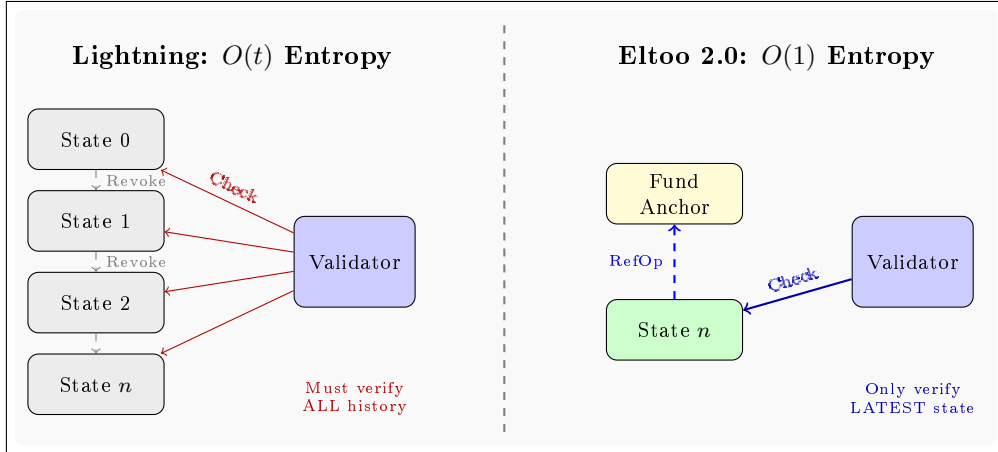 Lightning: O(t) Entropy
State 0
Revoke
State 1
Revoke
State 2
State n
Check
Validator
Must verify
ALL history
Eltoo 2.0: O(1) Entropy
Fund
Anchor
RefOp
State n
Check
Validator
Only verify
LATEST state